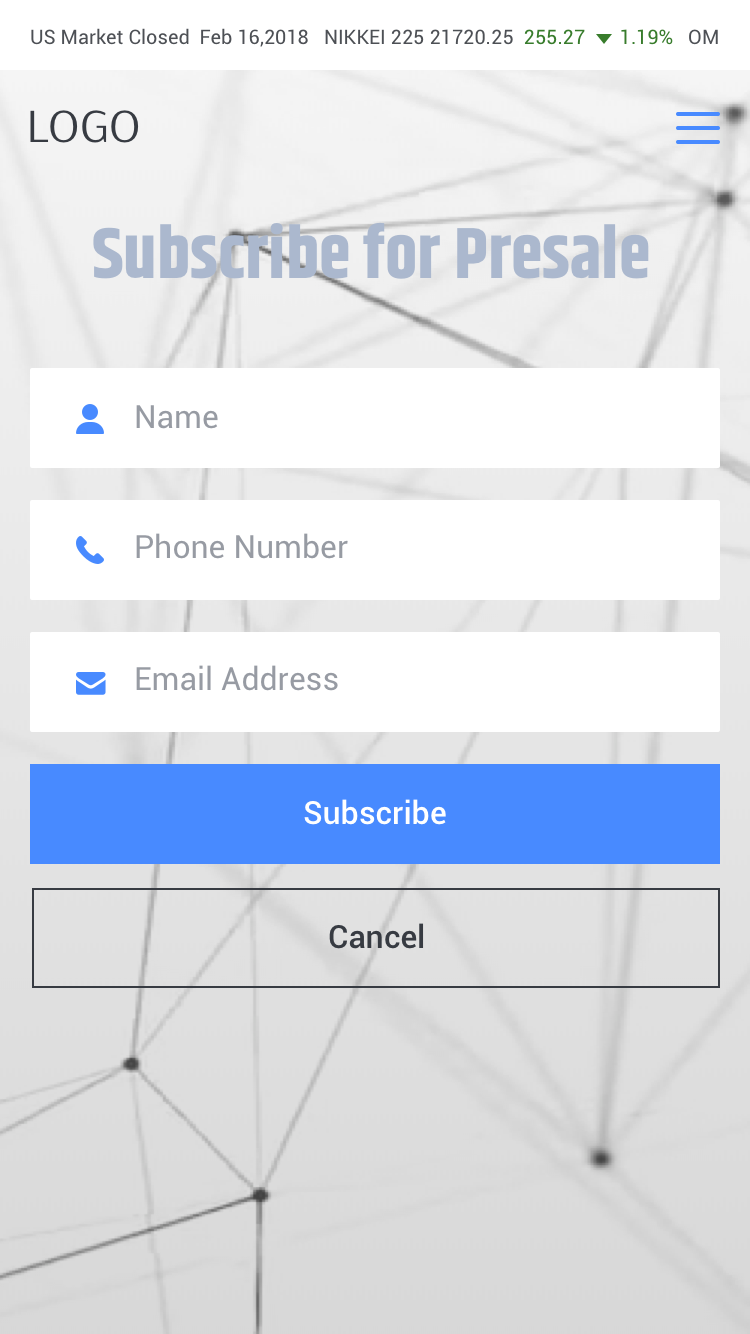 US Market Closed Feb 16,2018 NIKKEI 225 21720.25 255.27 ▼ 1.19% OM
LOGO
Subscribe for Presale
Name
Phone Number
Email Address
Subscribe
Cancel